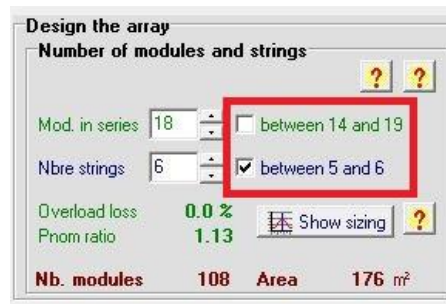 Design the array
Number of modules and strings
? ?
Mod. in series 18 between 14 and 19
Nbre strings 6 between 5 and 6
Overload loss 0.0 %
Show sizing ?
Pnom ratio 1.13
Nb. modules 108 Area 176 m²